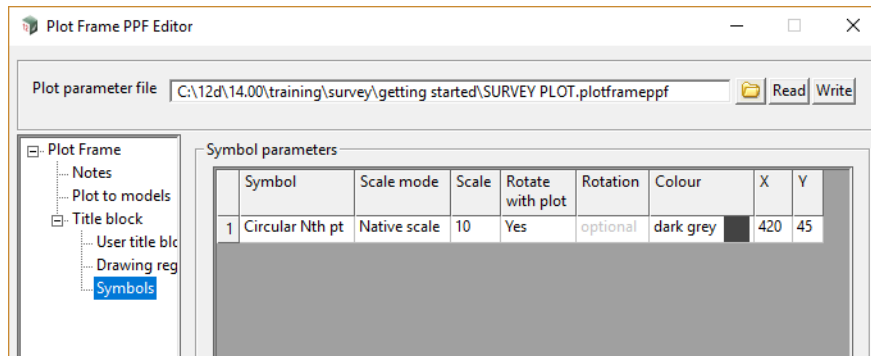 Plot Frame PPF Editor
Plot parameter file C:\12d\14.00\training\survey\getting started\SURVEY PLOT.plotframeppf Read Write
Plot Frame
Notes
Plot to models
Title block
User title blc
Drawing reg
Symbols
Symbol parameters
Symbol Scale mode Scale Rotate with plot Rotation Colour X Y
1 Circular Nth pt Native scale 10 Yes optional dark grey 420 45